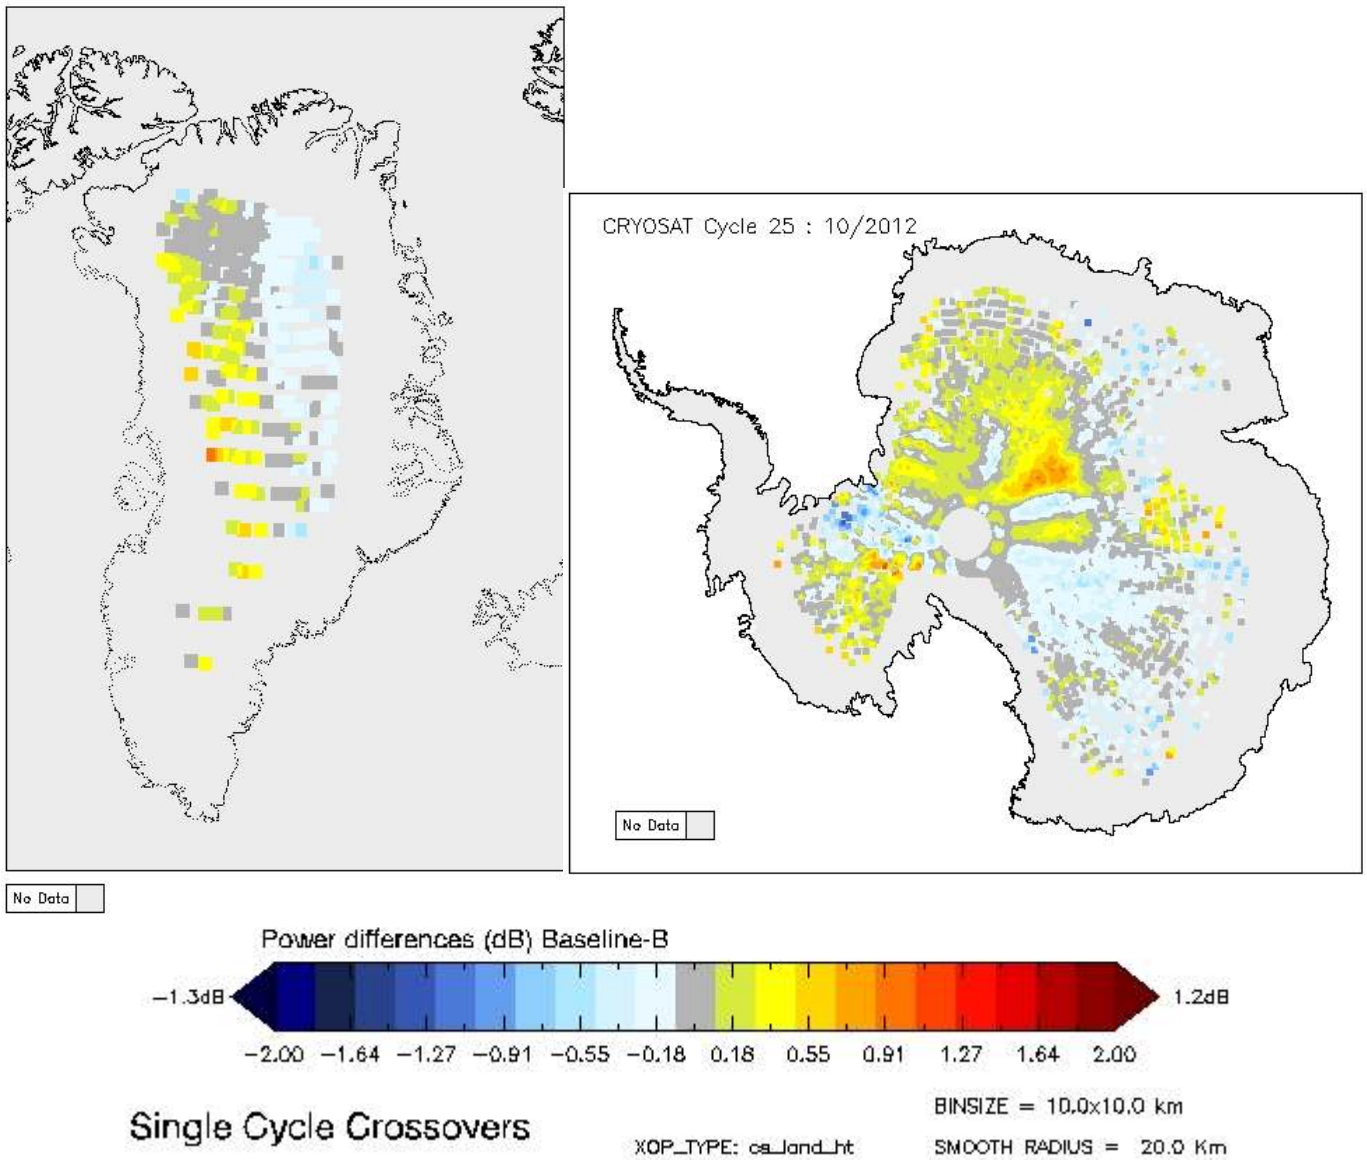 CRYOSAT Cycle 25 : 10/2012
No Data
No Data
Power differences (dB) Baseline-B
-1.3dB
1.2dB
-2.00 -1.64 -1.27 -0.91 -0.55 -0.18 0.18 0.55 0.91 1.27 1.64 2.00
BINSIZE = 10.0x10.0 km
Single Cycle Crossovers
XOP_TYPE: cs_land_ht
SMOOTH RADIUS = 20.0 Km